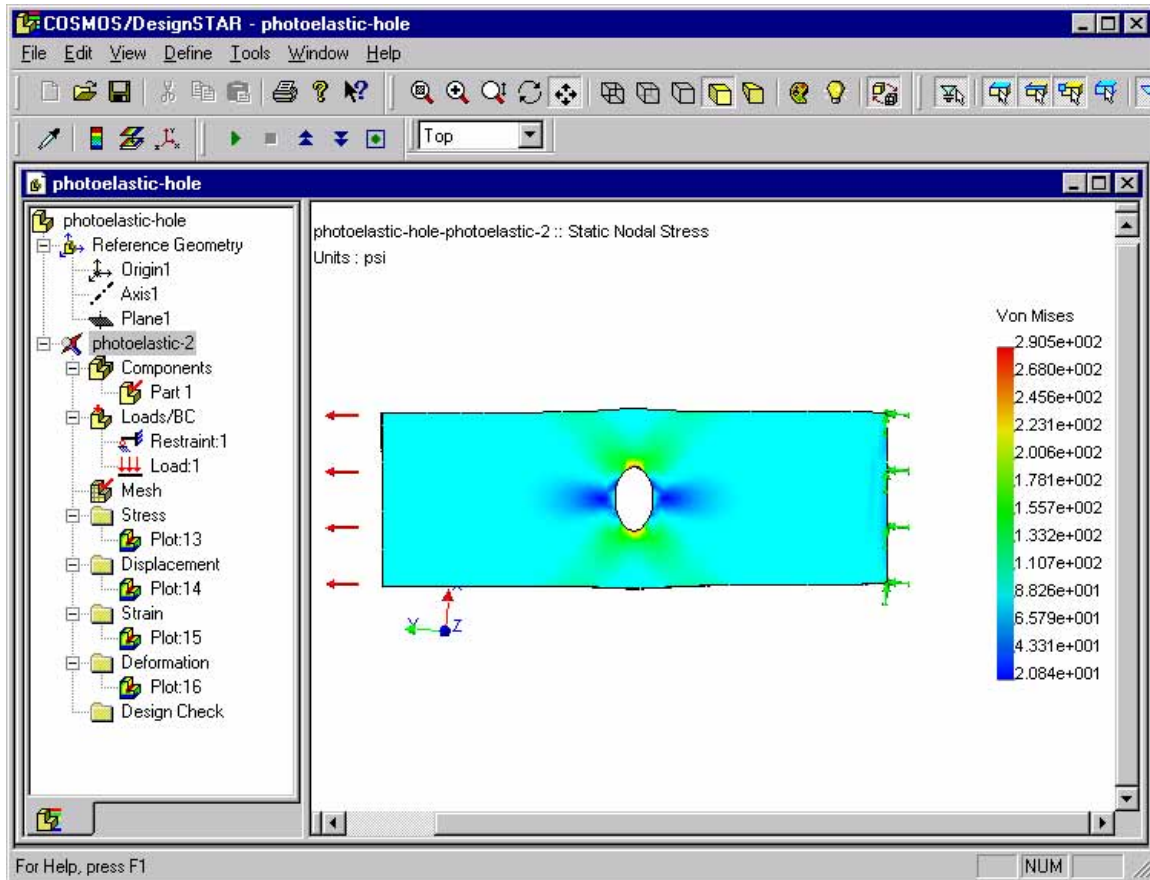 COSMOS/DesignSTAR - photoelastic-hole
File Edit View Define Tools Window Help
Top
photoelastic-hole
photoelastic-hole
Reference Geometry
Origin1
Axis1
Plane1
photoelastic-2
Components
Part 1
Loads/BC
Restraint:1
Load:1
Mesh
Stress
Plot:13
Displacement
Plot:14
Strain
Plot:15
Deformation
Plot:16
Design Check
photoelastic-hole-photoelastic-2 :: Static Nodal Stress
Units : psi
Von Mises
2.905e+002
2.680e+002
2.456e+002
2.231e+002
2.006e+002
1.781e+002
1.557e+002
1.332e+002
1.107e+002
8.826e+001
6.579e+001
4.331e+001
2.084e+001
Y
Z
For Help, press F1
NUM